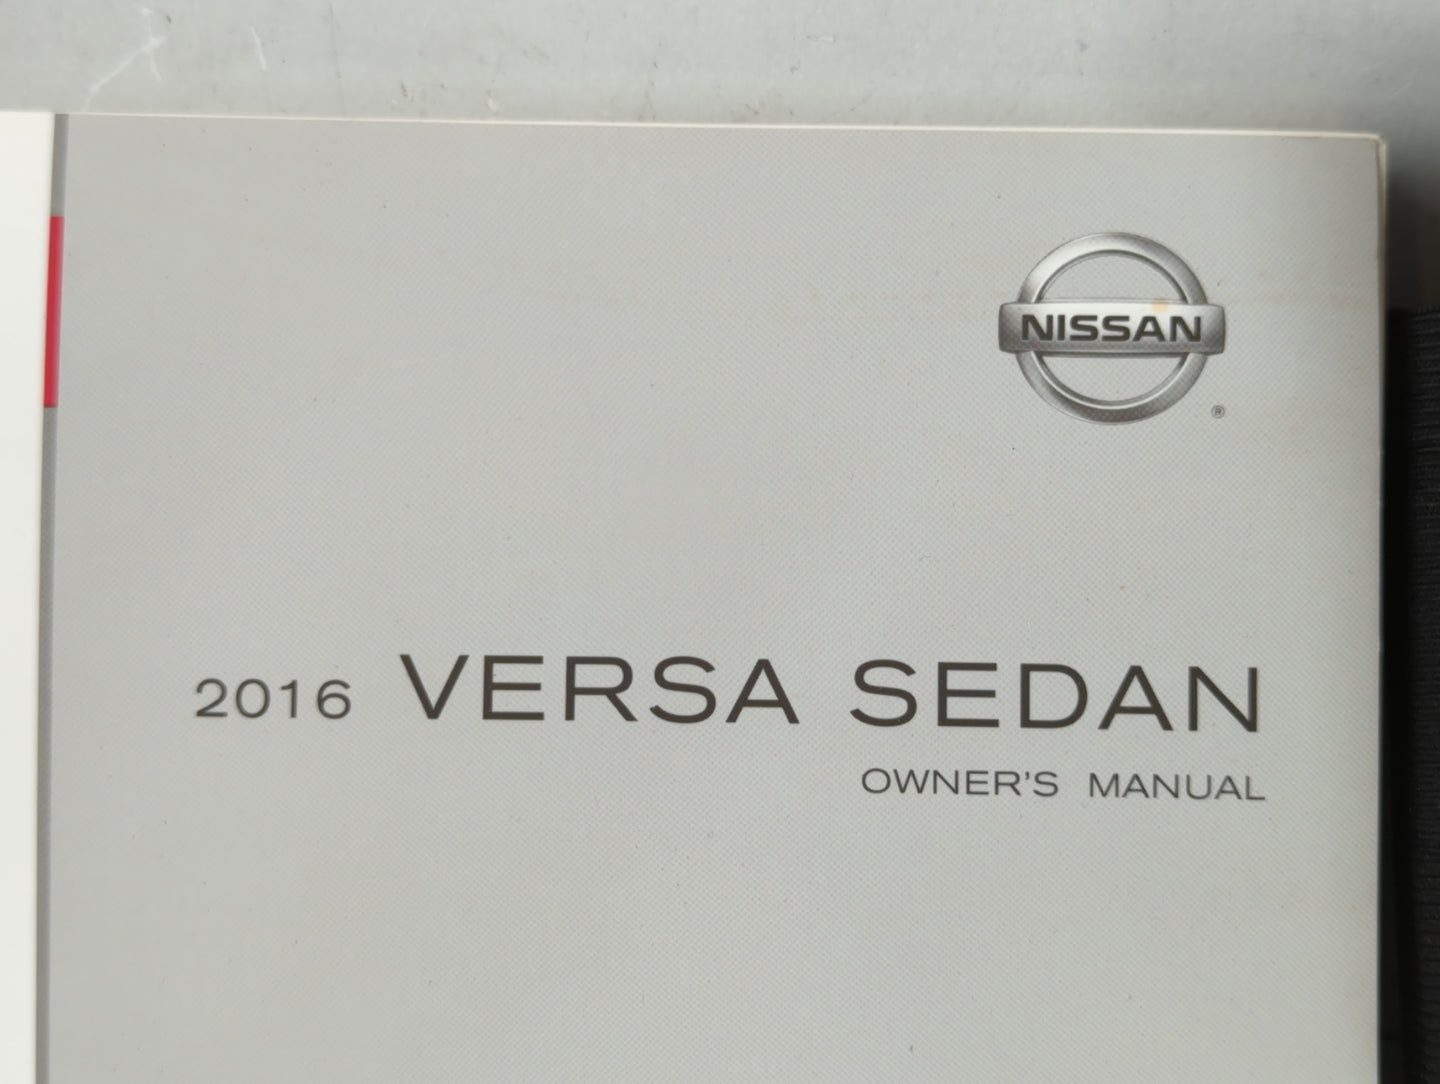 NISSAN
®
2016 VERSA SEDAN
OWNER'S MANUAL